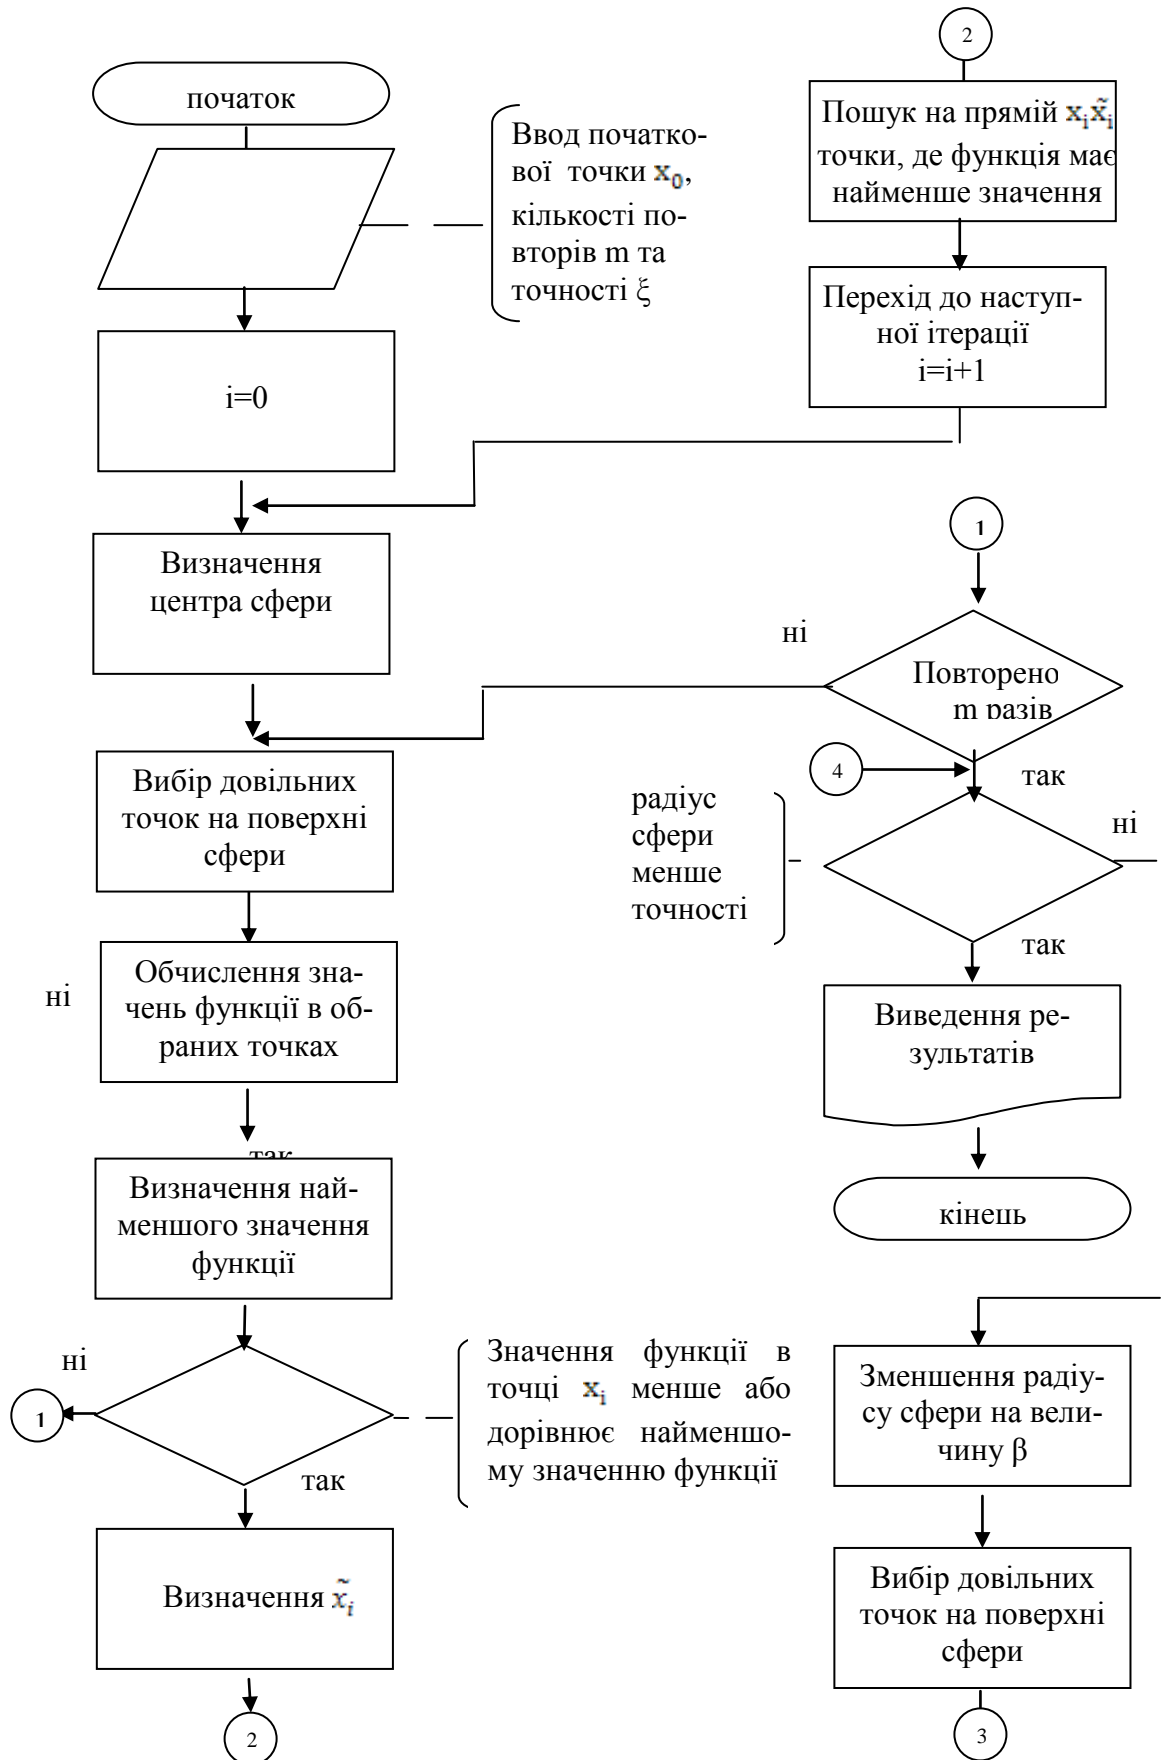 початок
Ввод початко-
вої точки x₀,
кількості по-
вторів m та
точності ξ
i=0
Визначення
центра сфери
Вибір довільних
точок на поверхні
сфери
ні
Обчислення зна-
чень функції в об-
раних точках
так
Визначення най-
меншого значення
функції
ні
1
Значення функції в
точці xᵢ менше або
дорівнює найменшо-
му значенню функції
так
Визначення x̃ᵢ
2
2
Пошук на прямій xᵢx̃ᵢ
точки, де функція має
найменше значення
Перехід до наступ-
ної ітерації
i=i+1
1
ні
Повторено
m разів
4
так
радіус
сфери
менше
точності
ні
так
Виведення ре-
зультатів
кінець
Зменшення радіу-
су сфери на вели-
чину β
Вибір довільних
точок на поверхні
сфери
3